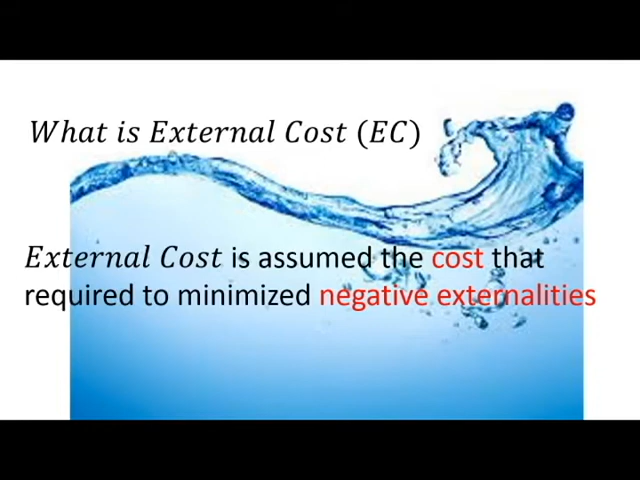 What is External Cost (EC)
External Cost is assumed the cost that
required to minimized negative externalities